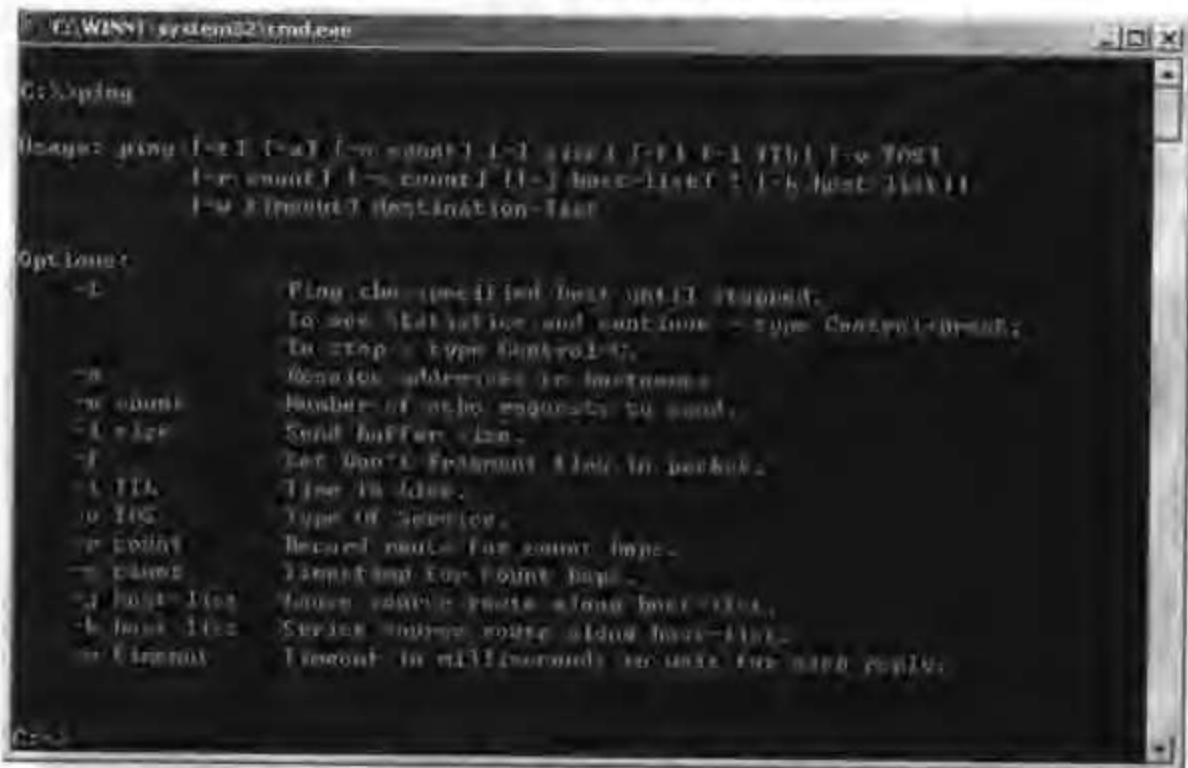 C:\WINNT\system32\cmd.exe
C:\>ping
Usage: ping [-t] [-a] [-n count] [-l size] [-f] [-i TTL] [-v TOS]
[-r count] [-s count] [[-j host-list] | [-k host-list]]
[-w timeout] destination-list
Options:
-t Ping the specified host until stopped.
To see statistics and continue - type Control-Break;
To stop - type Control-C.
-a Resolve addresses to hostnames.
-n count Number of echo requests to send.
-l size Send buffer size.
-f Set Don't Fragment flag in packet.
-i TTL Time To Live.
-v TOS Type Of Service.
-r count Record route for count hops.
-s count Timestamp for count hops.
-j host-list Loose source route along host-list.
-k host-list Strict source route along host-list.
-w timeout Timeout in milliseconds to wait for each reply.
C:\>